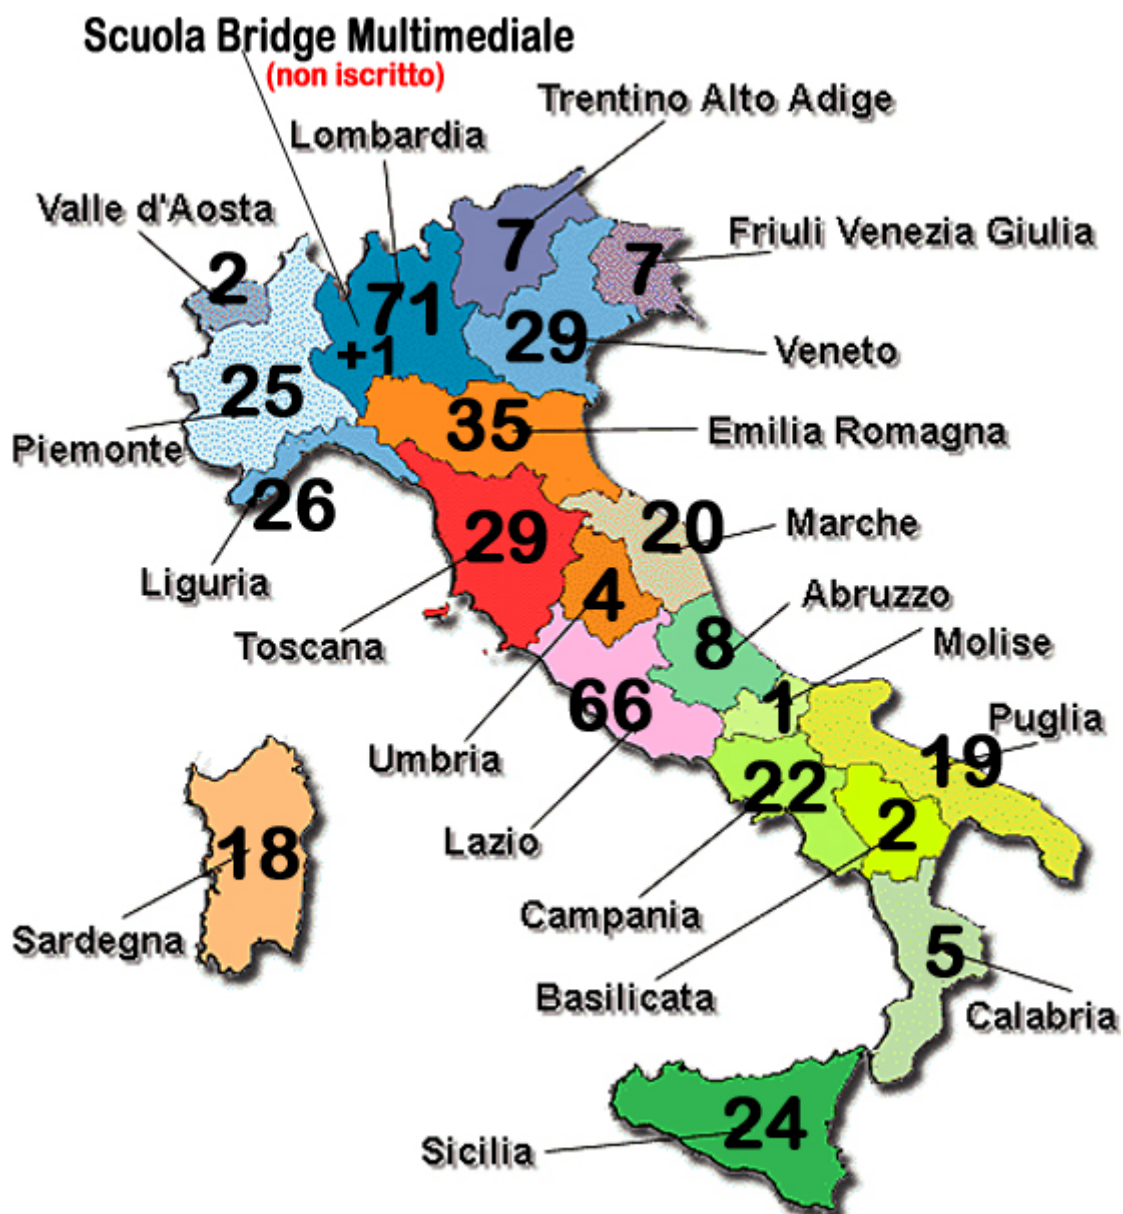 Scuola Bridge Multimediale
(non iscritto)
Trentino Alto Adige
Lombardia
Valle d'Aosta
Friuli Venezia Giulia
7
7
2
71
29
+1
Veneto
25
35
Emilia Romagna
Piemonte
26
29
20
Marche
Liguria
4
Abruzzo
Toscana
8
Molise
66
1
Puglia
Umbria
22
19
2
Lazio
18
Campania
Sardegna
5
Basilicata
Calabria
24
Sicilia